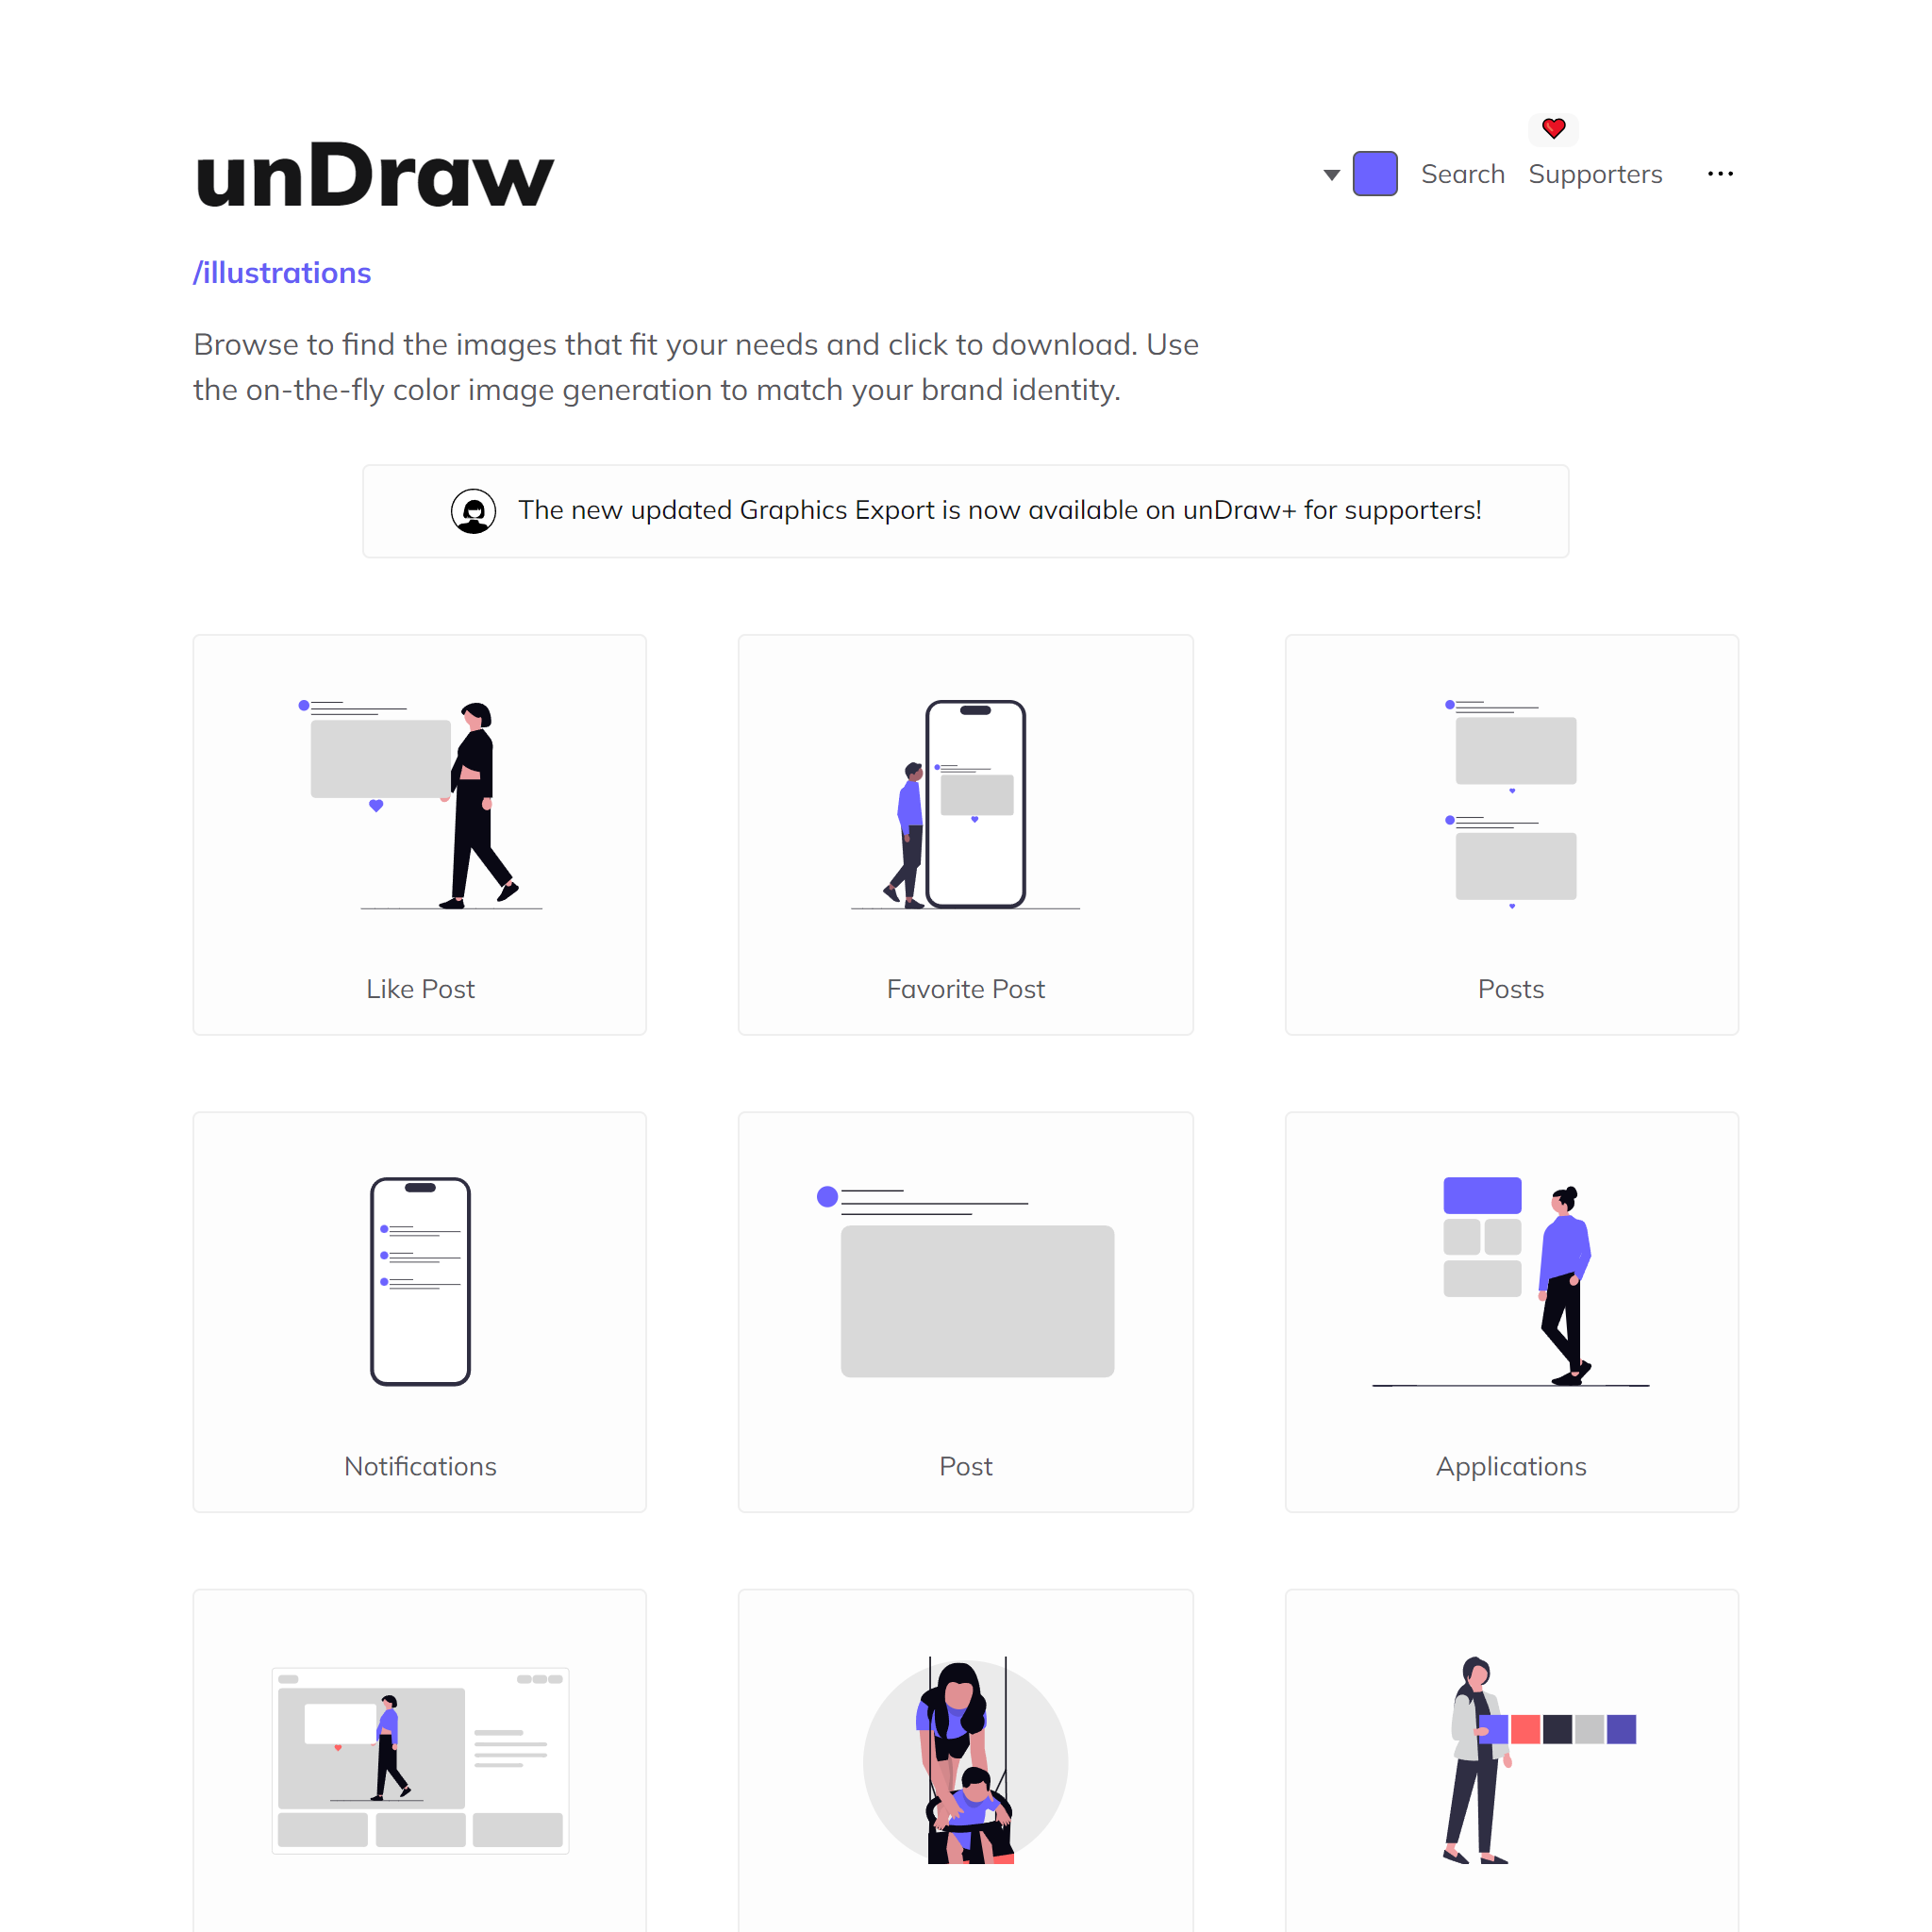 unDraw
Search
Supporters
/illustrations
Browse to find the images that fit your needs and click to download. Use
the on-the-fly color image generation to match your brand identity.
The new updated Graphics Export is now available on unDraw+ for supporters!
Like Post
Favorite Post
Posts
Notifications
Post
Applications